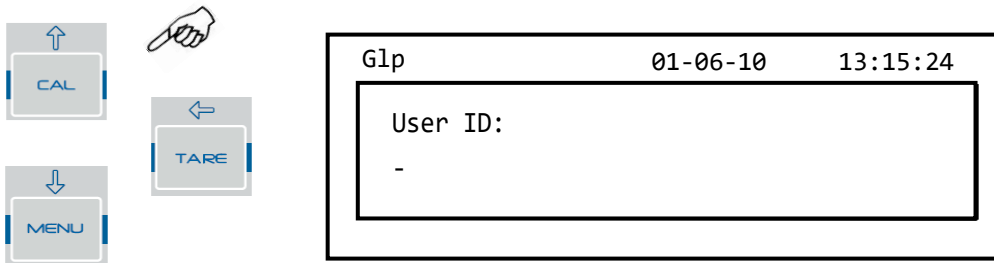 CAL
TARE
MENU
Glp 01-06-10 13:15:24
User ID:
-